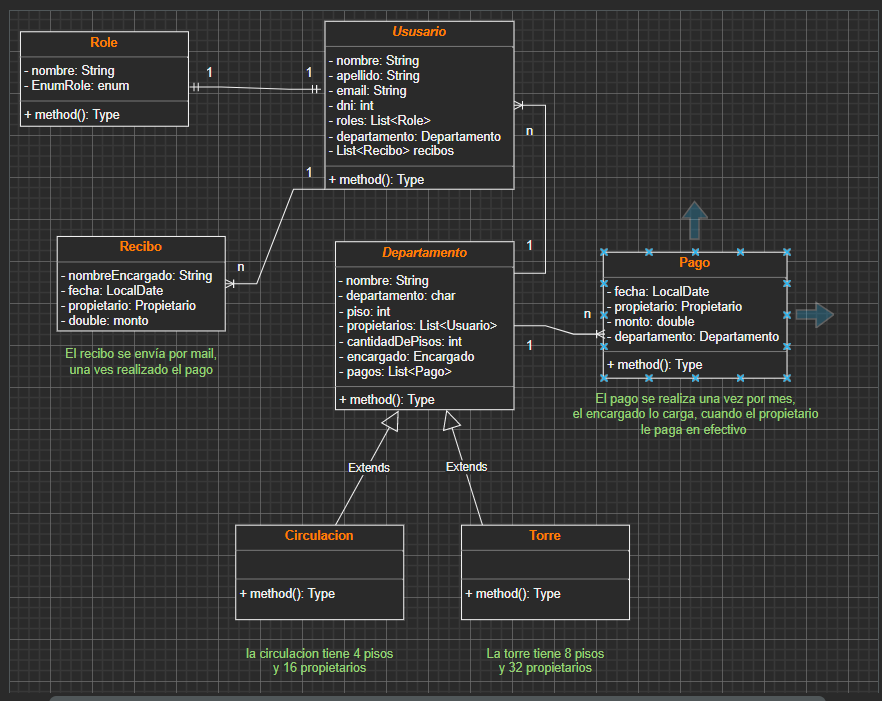 Role
- nombre: String
- EnumRole: enum
+ method(): Type
1
1
Ususario
- nombre: String
- apellido: String
- email: String
- dni: int
- roles: List<Role>
- departamento: Departamento
- List<Recibo> recibos
+ method(): Type
n
1
1
n
Recibo
- nombreEncargado: String
- fecha: LocalDate
- propietario: Propietario
- double: monto
El recibo se envía por mail,
una ves realizado el pago
Departamento
- nombre: String
- departamento: char
- piso: int
- propietarios: List<Usuario>
- cantidadDePisos: int
- encargado: Encargado
- pagos: List<Pago>
+ method(): Type
1
n
Pago
- fecha: LocalDate
- propietario: Propietario
- monto: double
- departamento: Departamento
+ method(): Type
El pago se realiza una vez por mes,
el encargado lo carga, cuando el propietario
le paga en efectivo
Extends
Extends
Circulacion
+ method(): Type
la circulacion tiene 4 pisos
y 16 propietarios
Torre
+ method(): Type
La torre tiene 8 pisos
y 32 propietarios